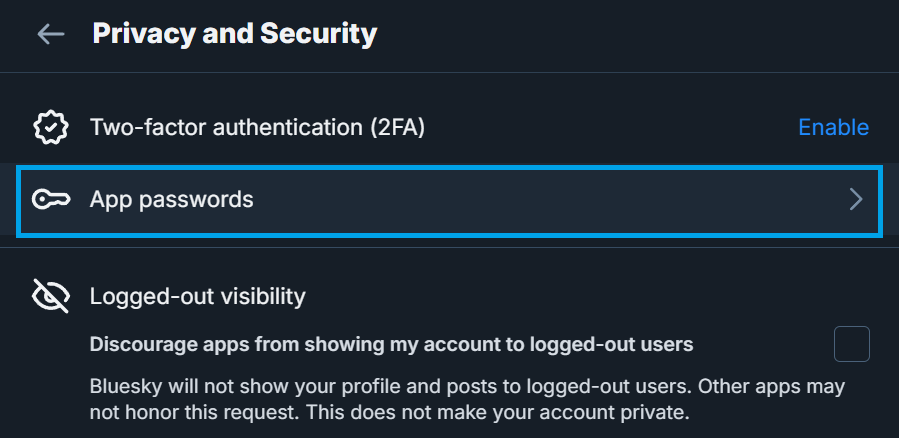 Privacy and Security
Two-factor authentication (2FA)
Enable
App passwords
Logged-out visibility
Discourage apps from showing my account to logged-out users
Bluesky will not show your profile and posts to logged-out users. Other apps may
not honor this request. This does not make your account private.